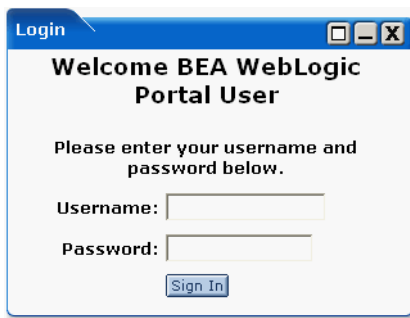 Login
Welcome BEA WebLogic
Portal User
Please enter your username and
password below.
Username:
Password:
Sign In